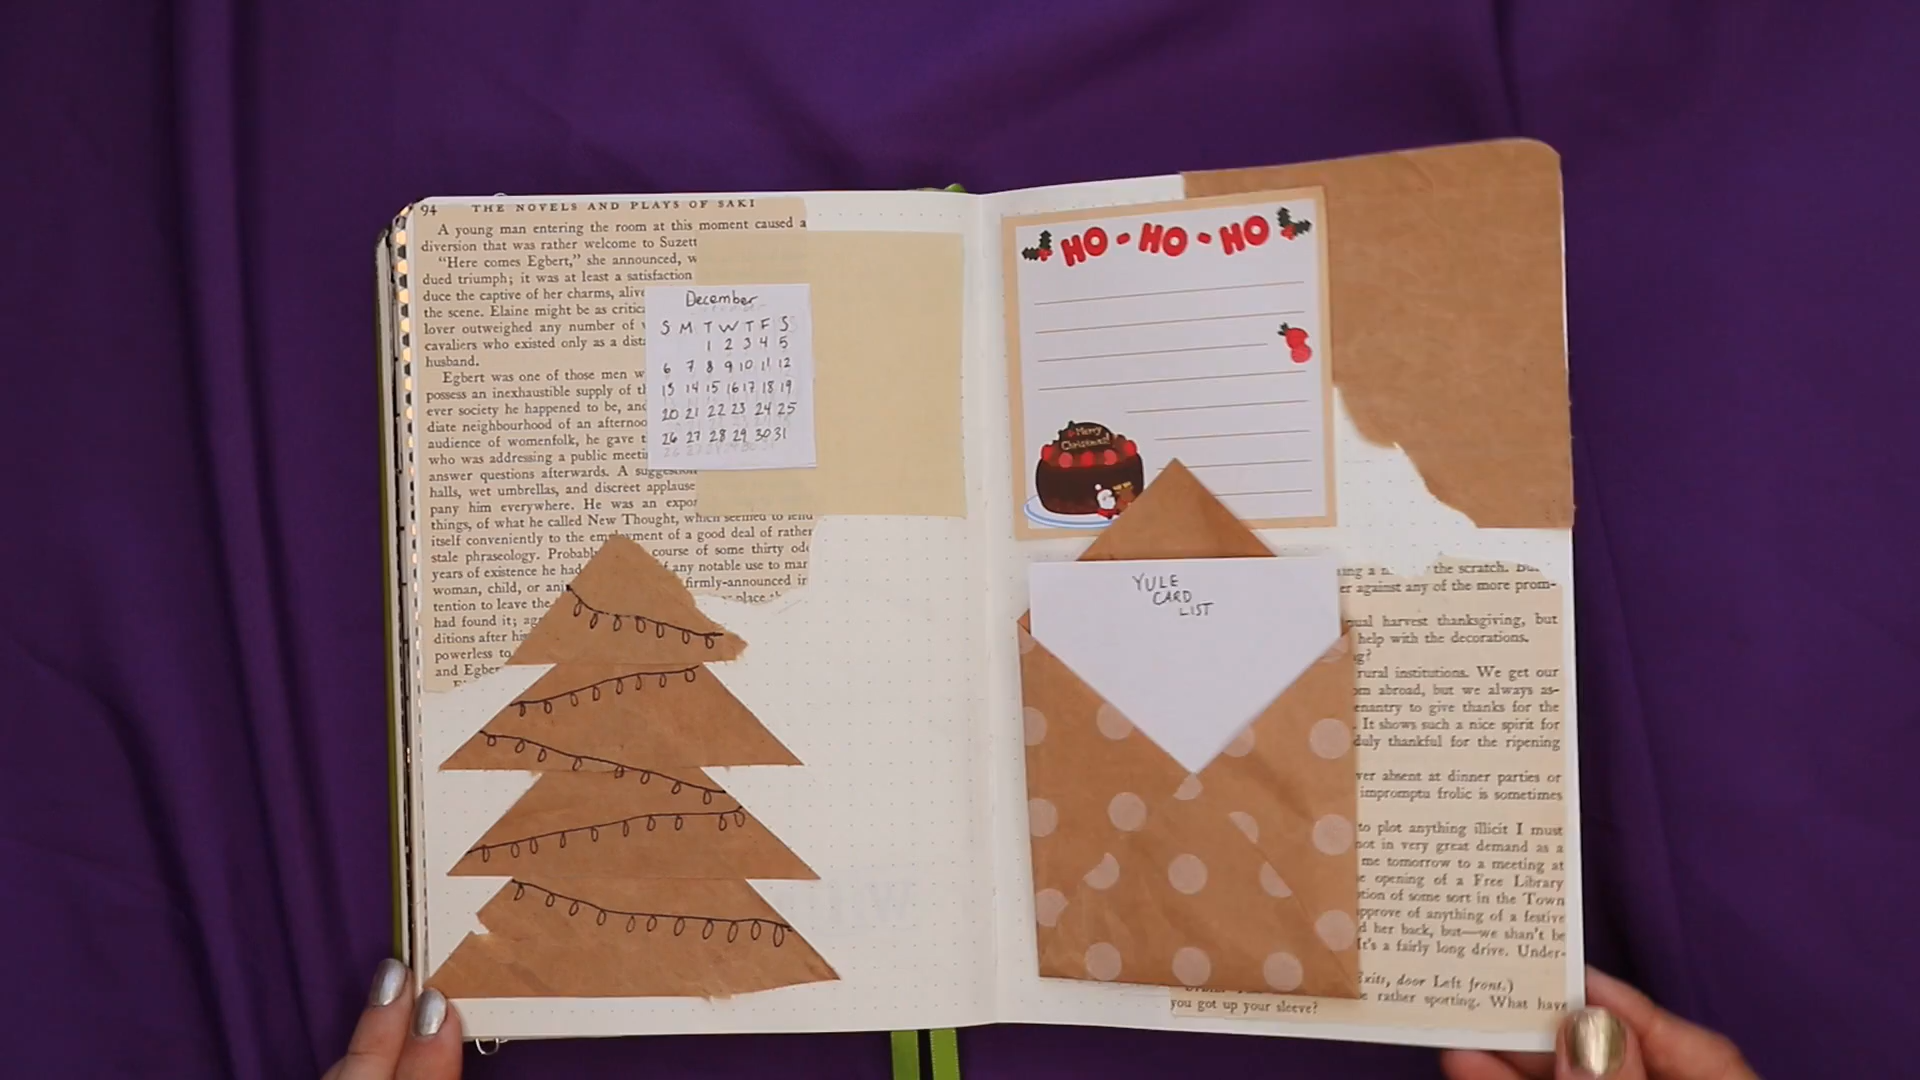 94 THE NOVELS AND PLAYS OF SAKI
A young man entering the room at this moment caused a
diversion that was rather welcome to Suzett
"Here comes Egbert," she announced, w
dued triumph; it was at least a satisfaction
duce the captive of her charms, alive
the scene. Elaine might be as critic
lover outweighed any number of
cavaliers who existed only as a dist
husband.
Egbert was one of those men w
possess an inexhaustible supply of t
ever society he happened to be, an
diate neighbourhood of an afternoo
audience of womenfolk, he gave t
who was addressing a public meeti
answer questions afterwards. A suggestion
halls, wet umbrellas, and discreet applause
pany him everywhere. He was an expon
things, of what he called New Thought, which seemed to lend
itself conveniently to the employment of a good deal of rather
stale phraseology. Probabl course of some thirty odd
years of existence he had f any notable use to man
woman, child, or ani firmly-announced in
tention to leave the place
had found it; ag
ditions after his
powerless to
and Egber
December
S M T W T F S
1 2 3 4 5
6 7 8 9 10 11 12
13 14 15 16 17 18 19
20 21 22 23 24 25
26 27 28 29 30 31
HO-HO-HO
Merry
Christmas!
YULE
CARD
LIST
the scratch. But
er against any of the more prom-
ual harvest thanksgiving, but
help with the decorations.
g?
rural institutions. We get our
om abroad, but we always as-
enantry to give thanks for the
It shows such a nice spirit for
duly thankful for the ripening
ver absent at dinner parties or
impromptu frolic is sometimes
to plot anything illicit I must
not in very great demand as a
me tomorrow to a meeting at
e opening of a Free Library
tion of some sort in the Town
approve of anything of a festive
d her back, but—we shan't be
It's a fairly long drive. Under-
Exits, door Left front.)
e rather sporting. What have
you got up your sleeve?